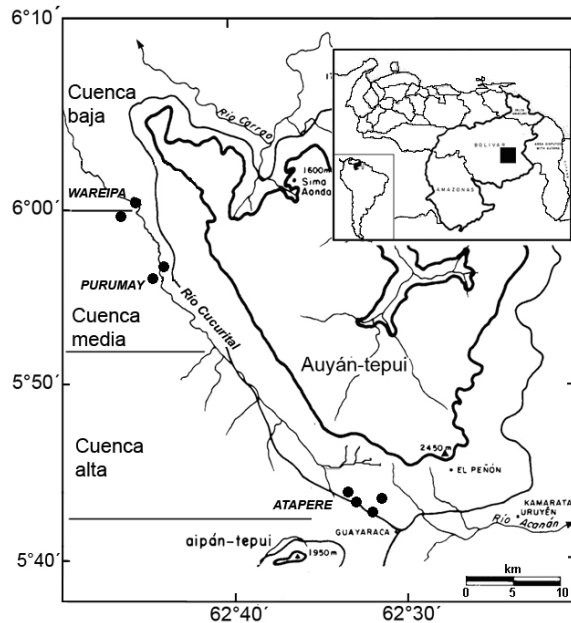 6°10´
Cuenca
baja
Río Carrao
1600m
Sima
Aonda
BOLIVAR
AMAZONAS
WAREIPA
6°00´
PURUMAY
Río Cucurital
Cuenca
media
Auyán-tepui
5°50´
2450m
EL PEÑÓN
Cuenca
alta
ATAPERE
KAMARATA
URUYÉN
Río Acanán
GUAYARACA
aipán-tepui
1950m
5°40´
km
0 5 10
62°40´
62°30´